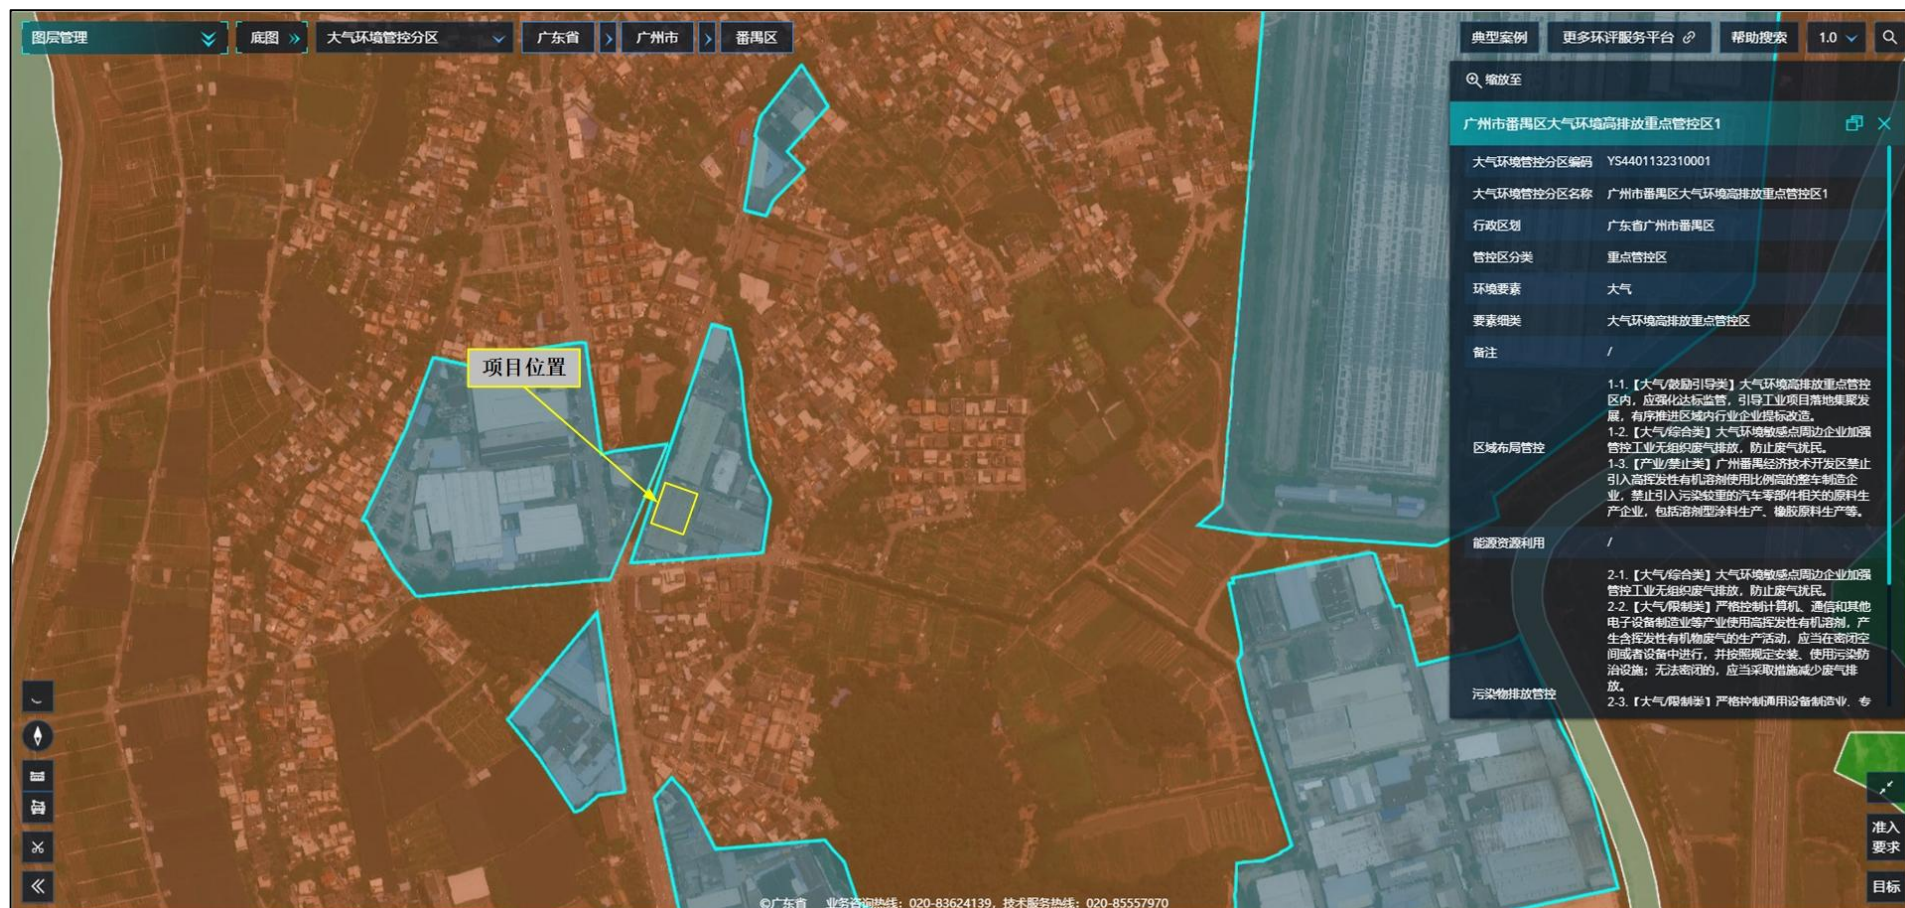 图层管理
底图
大气环境管控分区
广东省
广州市
番禺区
典型案例
更多环评服务平台
帮助搜索
1.0
缩放至
广州市番禺区大气环境高排放重点管控区1
大气环境管控分区编码 YS4401132310001
大气环境管控分区名称 广州市番禺区大气环境高排放重点管控区1
行政区划 广东省广州市番禺区
管控区分类 重点管控区
环境要素 大气
要素细类 大气环境高排放重点管控区
备注 /
区域布局管控
1-1.【大气/鼓励引导类】大气环境高排放重点管控
区内，应强化达标监管，引导工业项目落地集聚发
展，有序推进区域内行业企业提标改造。
1-2.【大气/综合类】大气环境敏感点周边企业加强
管控工业无组织废气排放，防止废气扰民。
1-3.【产业/禁止类】广州番禺经济技术开发区禁止
引入高挥发性有机溶剂使用比例高的整车制造企
业，禁止引入污染较重的汽车零部件相关的原料生
产企业，包括溶剂型涂料生产、橡胶原料生产等。
能源资源利用 /
污染物排放管控
2-1.【大气/综合类】大气环境敏感点周边企业加强
管控工业无组织废气排放，防止废气扰民。
2-2.【大气/限制类】严格控制计算机、通信和其他
电子设备制造业等产业使用高挥发性有机溶剂，产
生含挥发性有机物废气的生产活动，应当在密闭空
间或者设备中进行，并按照规定安装、使用污染防
治设施；无法密闭的，应当采取措施减少废气排
放。
2-3.【大气/限制类】严格控制通用设备制造业、专
项目位置
准入
要求
目标
©广东省 业务咨询热线：020-83624139，技术服务热线：020-85557970